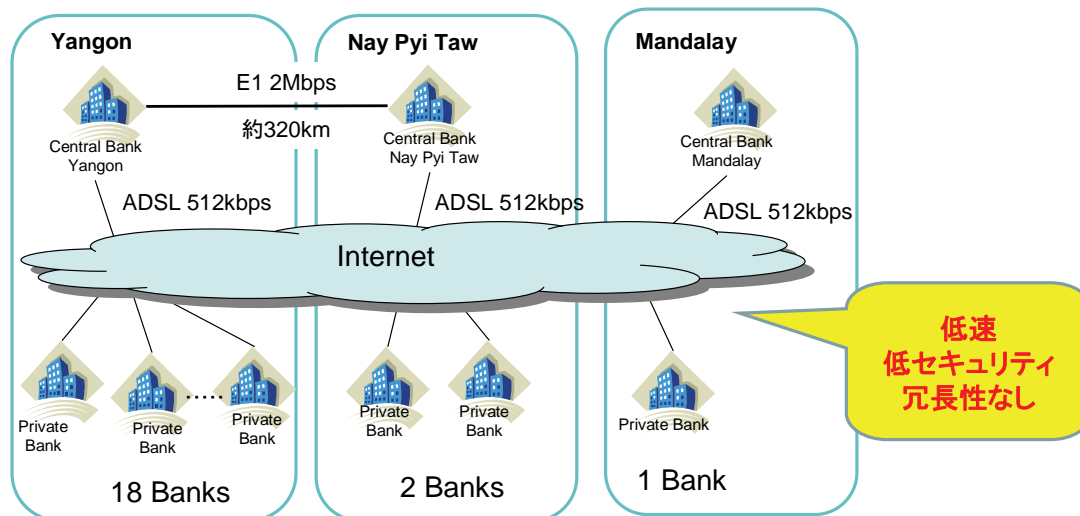 Yangon
Nay Pyi Taw
Mandalay
E1 2Mbps
約320km
Central Bank
Yangon
Central Bank
Nay Pyi Taw
Central Bank
Mandalay
ADSL 512kbps
ADSL 512kbps
ADSL 512kbps
Internet
低速
低セキュリティ
冗長性なし
Private
Bank
Private
Bank
.....
Private
Bank
Private
Bank
Private
Bank
Private Bank
18 Banks
2 Banks
1 Bank